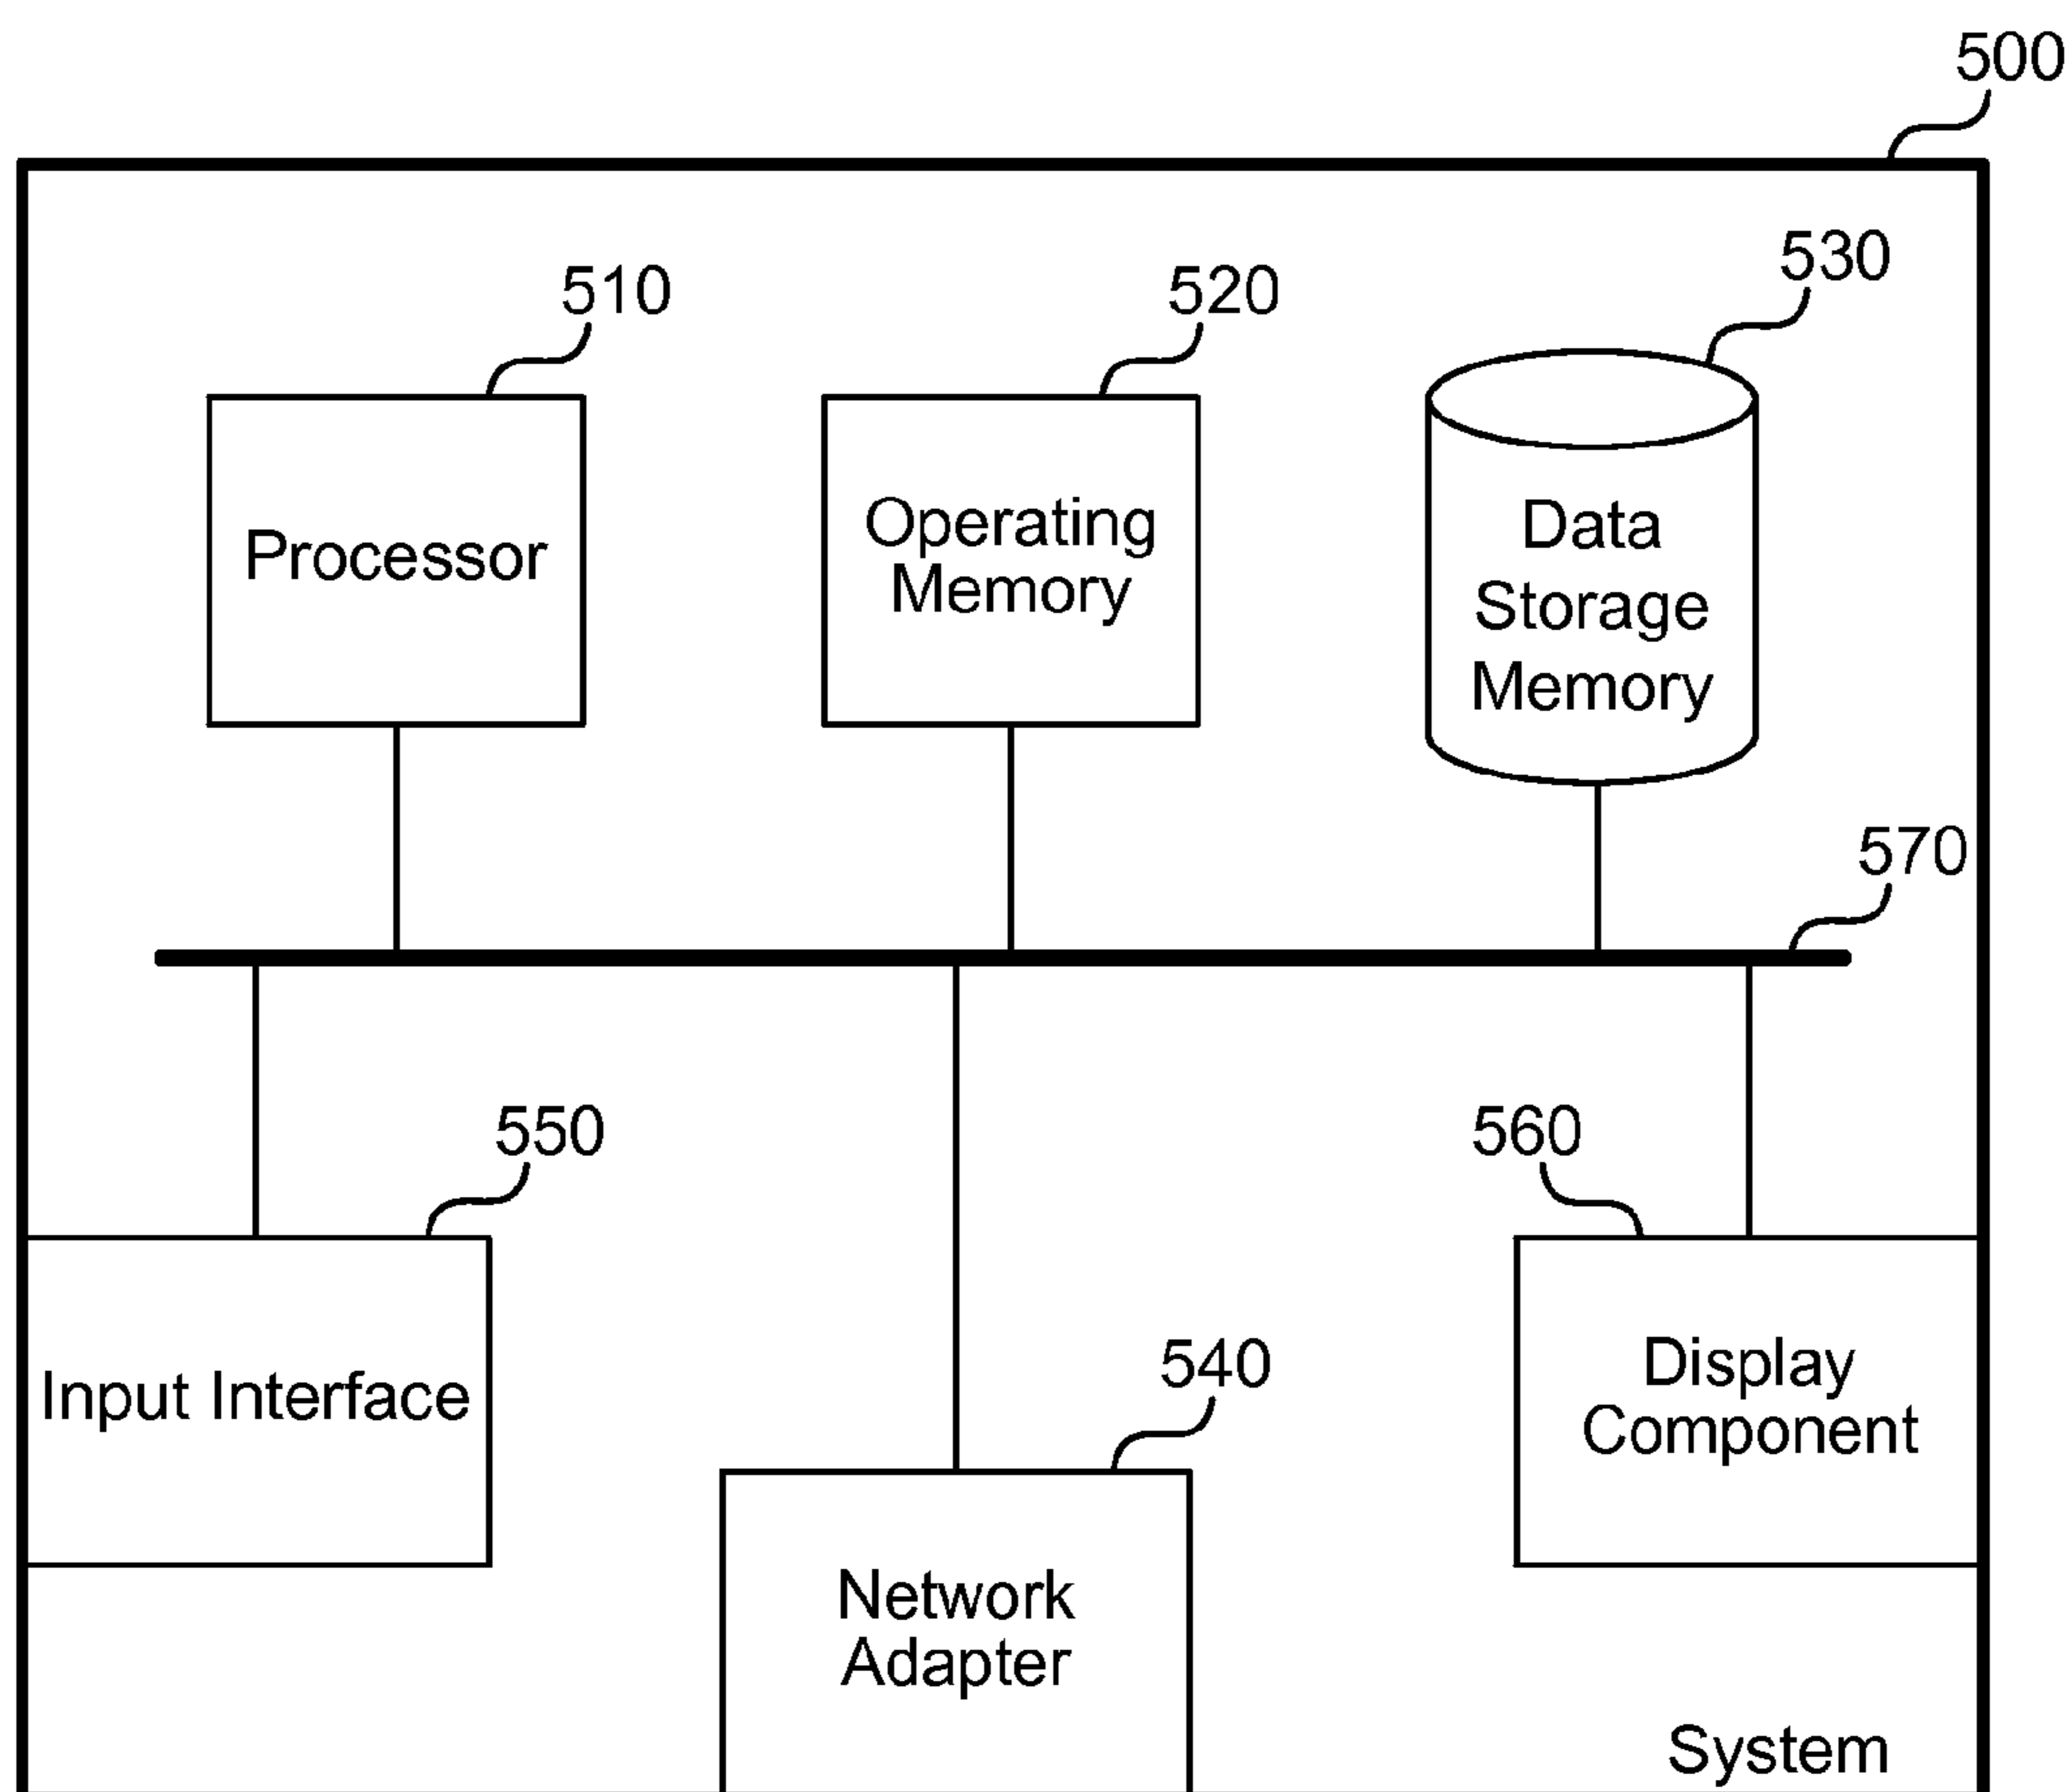 500
510
520
530
Processor
Operating
Memory
Data
Storage
Memory
570
550
560
Input Interface
540
Display
Component
Network
Adapter
System